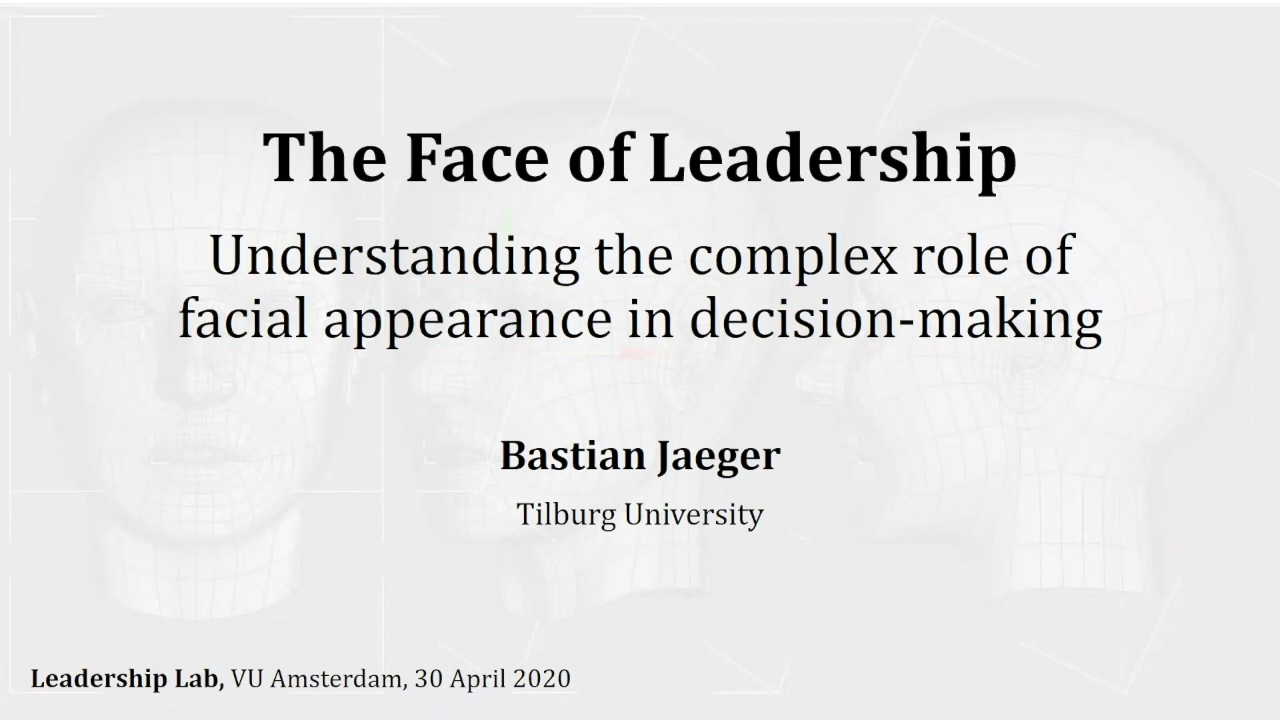 The Face of Leadership
Understanding the complex role of
facial appearance in decision-making
Bastian Jaeger
Tilburg University
Leadership Lab, VU Amsterdam, 30 April 2020